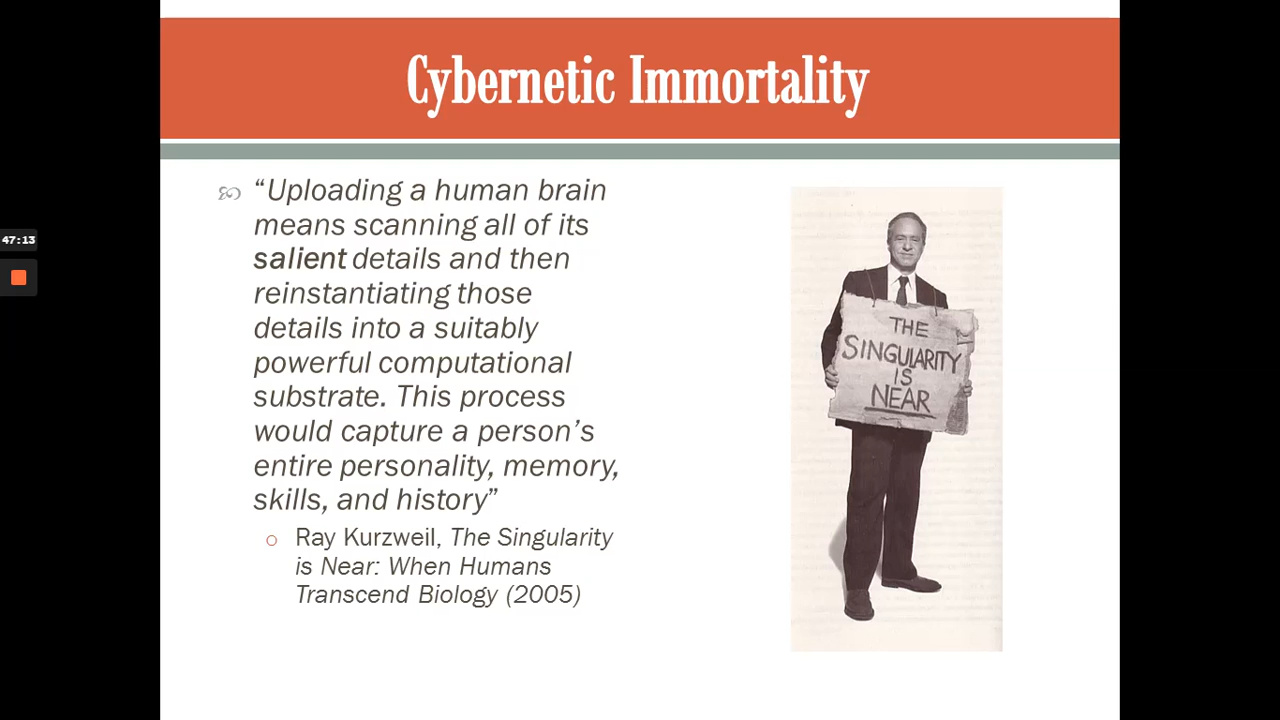 Cybernetic Immortality
“Uploading a human brain
means scanning all of its
salient details and then
reinstantiating those
details into a suitably
powerful computational
substrate. This process
would capture a person’s
entire personality, memory,
skills, and history”
Ray Kurzweil, The Singularity
is Near: When Humans
Transcend Biology (2005)
THE
SINGULARITY
IS
NEAR
47:13